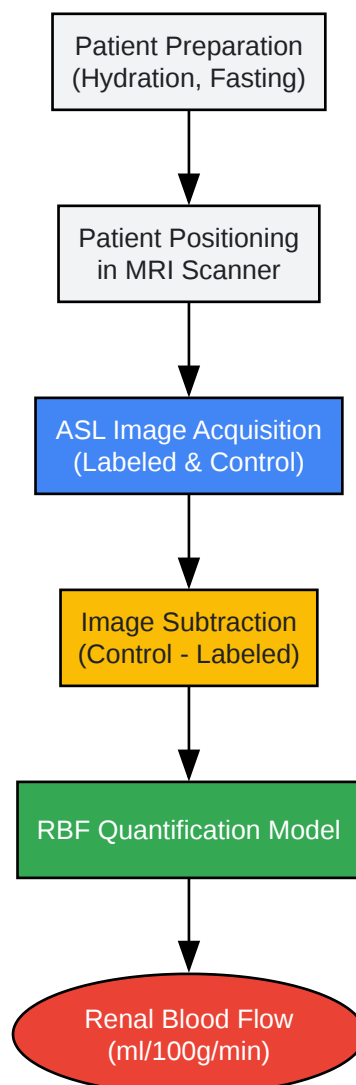 Patient Preparation
(Hydration, Fasting)
Patient Positioning
in MRI Scanner
ASL Image Acquisition
(Labeled & Control)
Image Subtraction
(Control - Labeled)
RBF Quantification Model
Renal Blood Flow
(ml/100g/min)